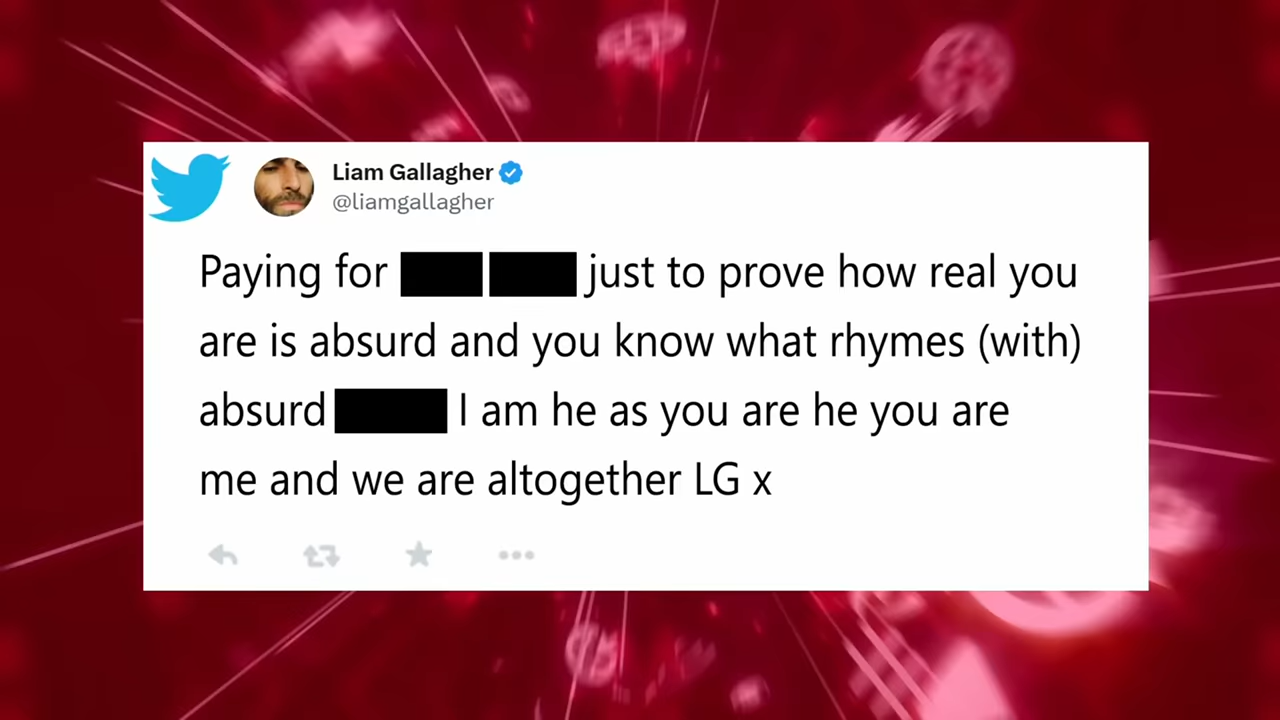 Liam Gallagher
@liamgallagher
Paying for just to prove how real you
are is absurd and you know what rhymes (with)
absurd I am he as you are he you are
me and we are altogether LG x